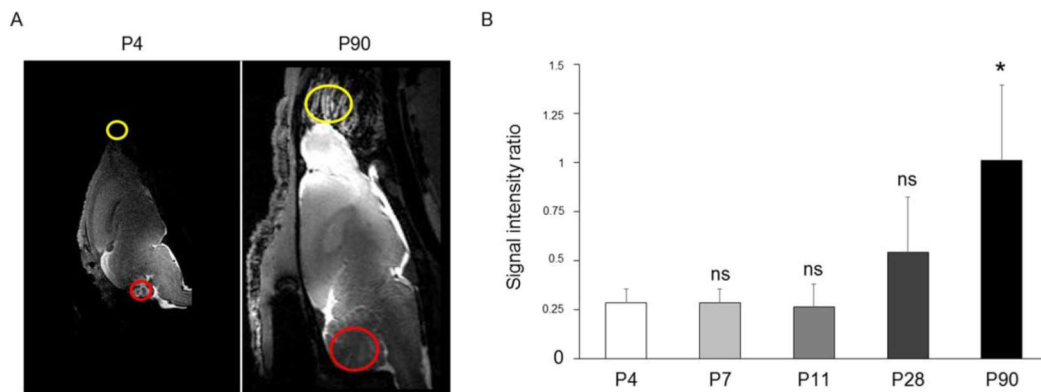 A
P4
P90
B
Signal intensity ratio
1.5
1.25
1
0.75
0.5
0.25
0
ns
ns
ns
*
P4
P7
P11
P28
P90